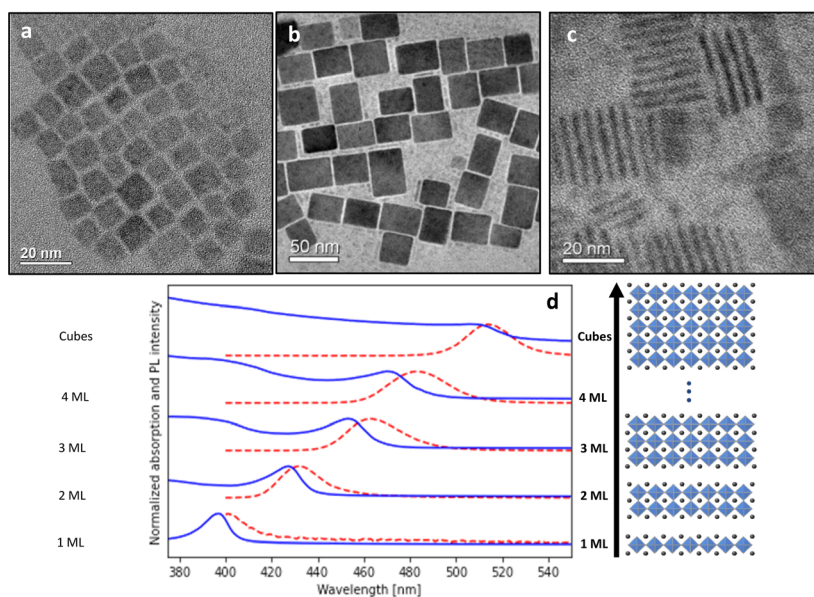 a
b
c
20 nm
50 nm
20 nm
d
Normalized absorption and PL intensity
Cubes
4 ML
3 ML
2 ML
1 ML
380
400
420
440
460
480
500
520
540
Wavelength [nm]
Cubes
4 ML
3 ML
2 ML
1 ML